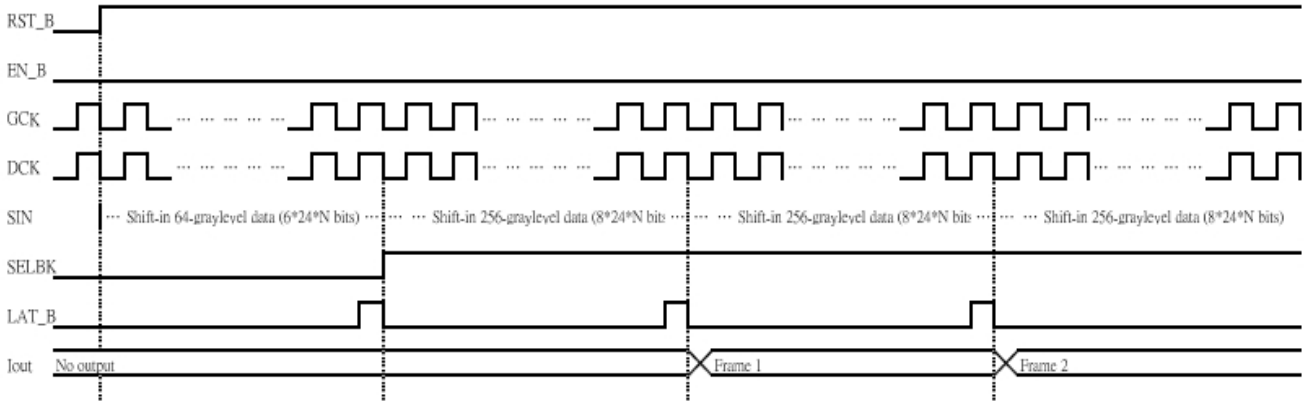 RST_B
EN_B
GCK ... ... ... ... ... ... ... ... ... ... ... ... ... ... ... ... ... ... ... ...
DCK ... ... ... ... ... ... ... ... ... ... ... ... ... ... ... ... ... ... ... ...
SIN ... Shift-in 64-graylevel data (6*24*N bits) ... ... ... Shift-in 256-graylevel data (8*24*N bits ... ... ... Shift-in 256-graylevel data (8*24*N bits ... ... ... Shift-in 256-graylevel data (8*24*N bits)
SELBK
LAT_B
Iout No output Frame 1 Frame 2